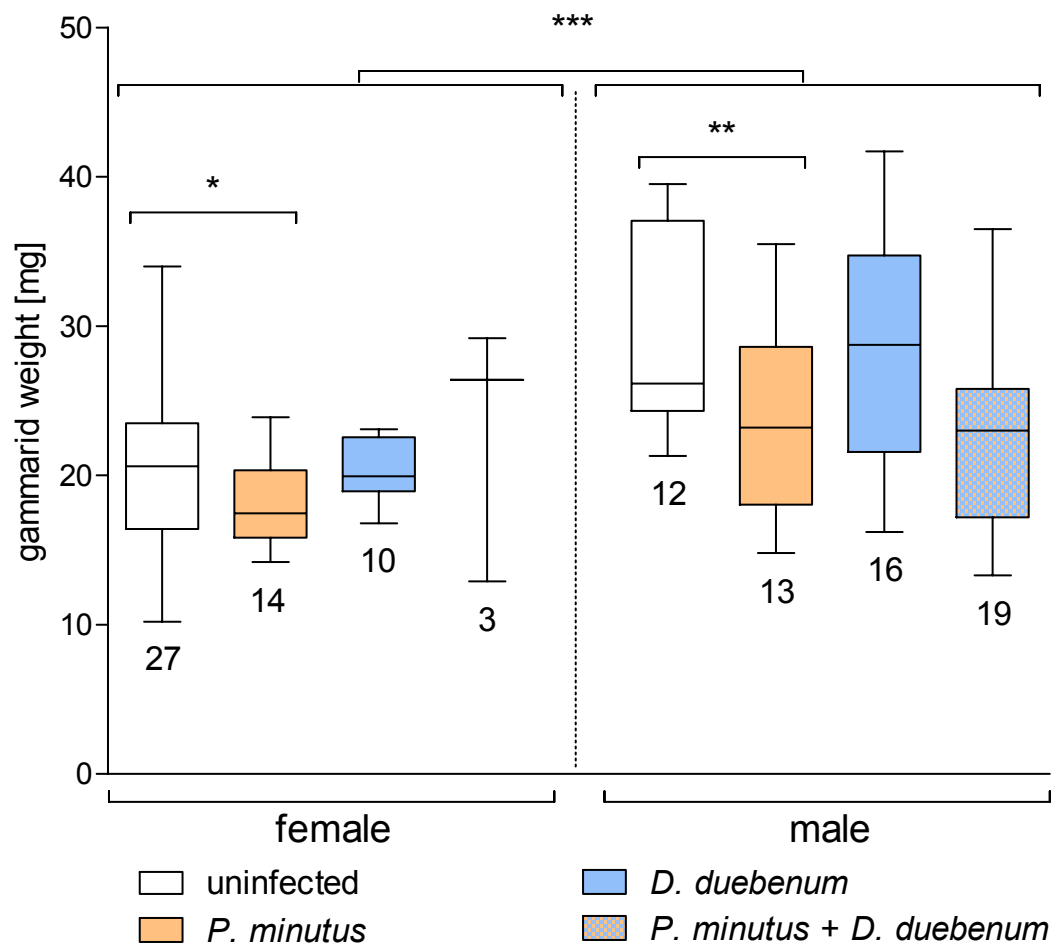 50
***
40
**
*
30
20
10
0
gammarid weight [mg]
27
14
10
3
12
13
16
19
female
male
uninfected
D. duebenum
P. minutus
P. minutus + D. duebenum